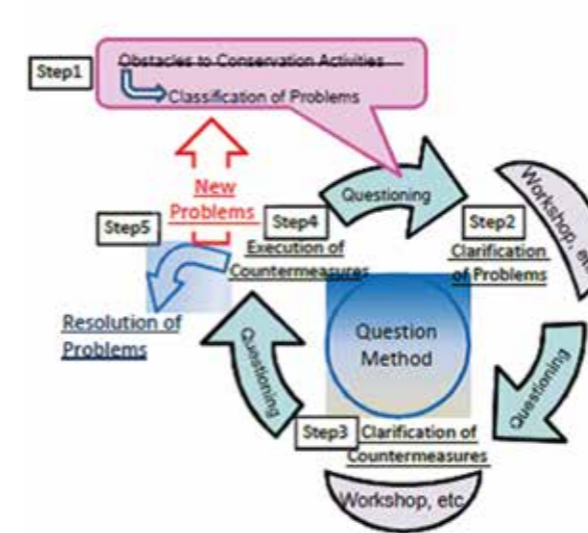 Step1
Obstacles to Conservation Activities
Classification of Problems
Questioning
New
Problems
Step4
Execution of
Countermeasures
Step5
Resolution of
Problems
Step2
Clarification
of Problems
Workshop, etc
Questioning
Question
Method
Questioning
Step3
Clarification of
Countermeasures
Workshop, etc